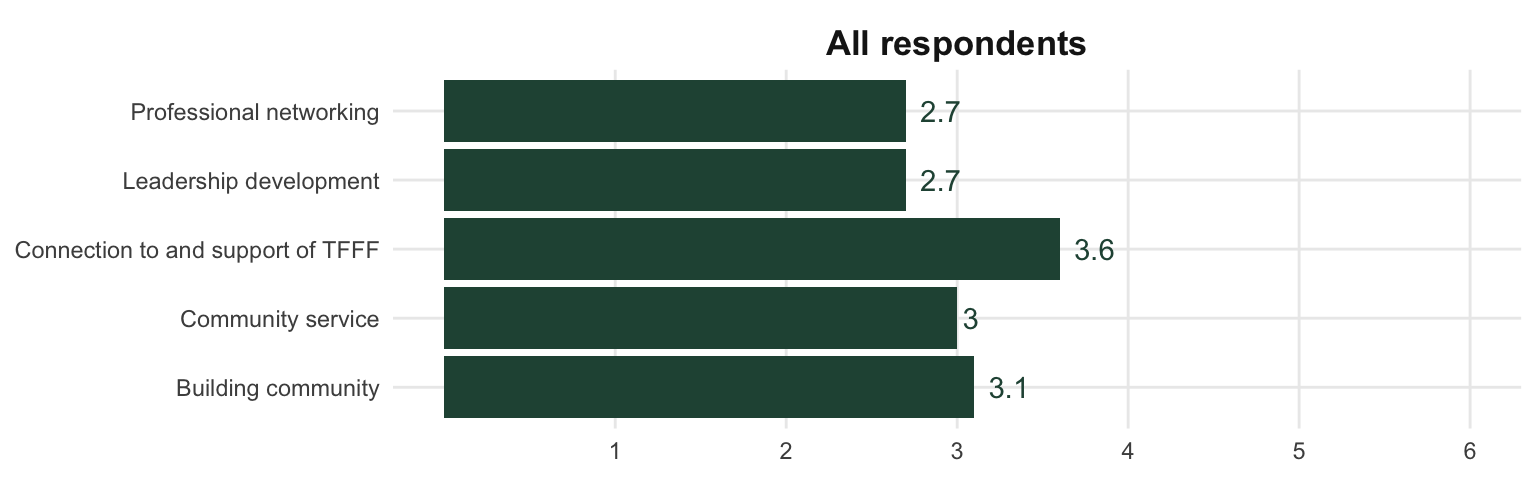 All respondents
Professional networking 2.7
Leadership development 2.7
Connection to and support of TFFF 3.6
Community service 3
Building community 3.1
1 2 3 4 5 6